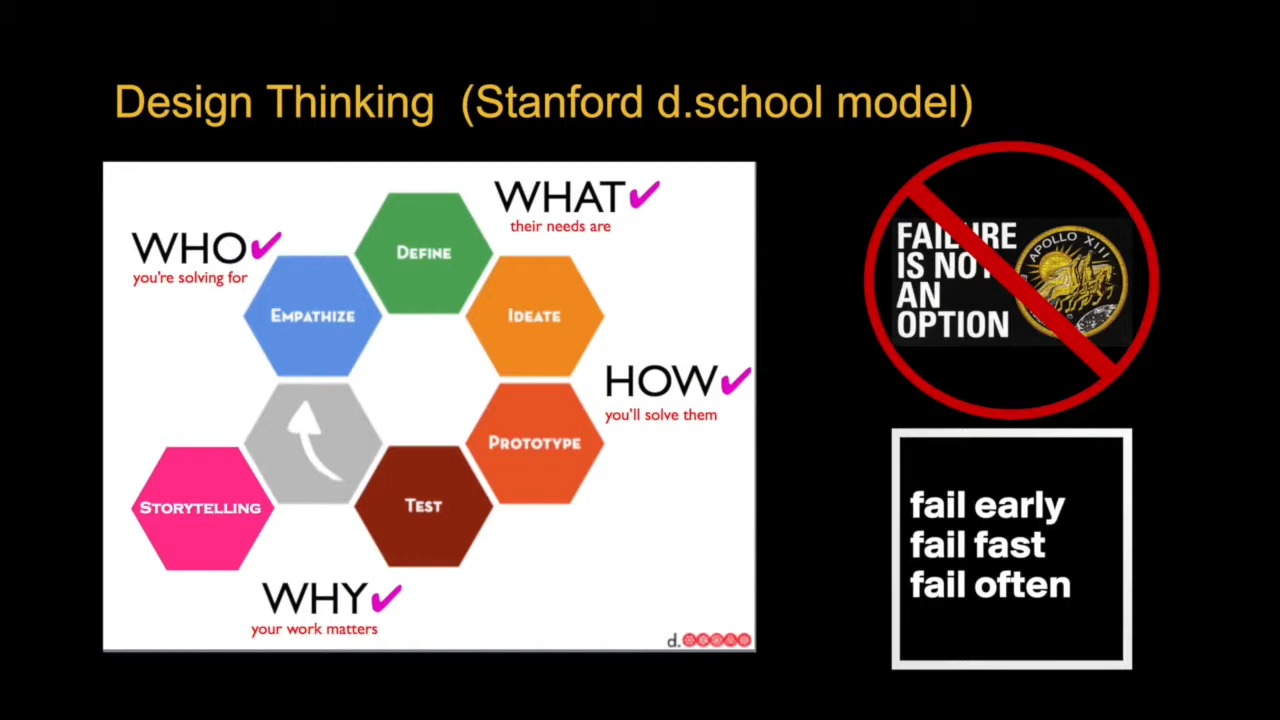 Design Thinking (Stanford d.school model)
WHO
you're solving for
WHAT
their needs are
DEFINE
EMPATHIZE
IDEATE
HOW
you'll solve them
PROTOTYPE
TEST
STORYTELLING
WHY
your work matters
d.
FAILURE
IS NOT
AN
OPTION
APOLLO XIII
fail early
fail fast
fail often